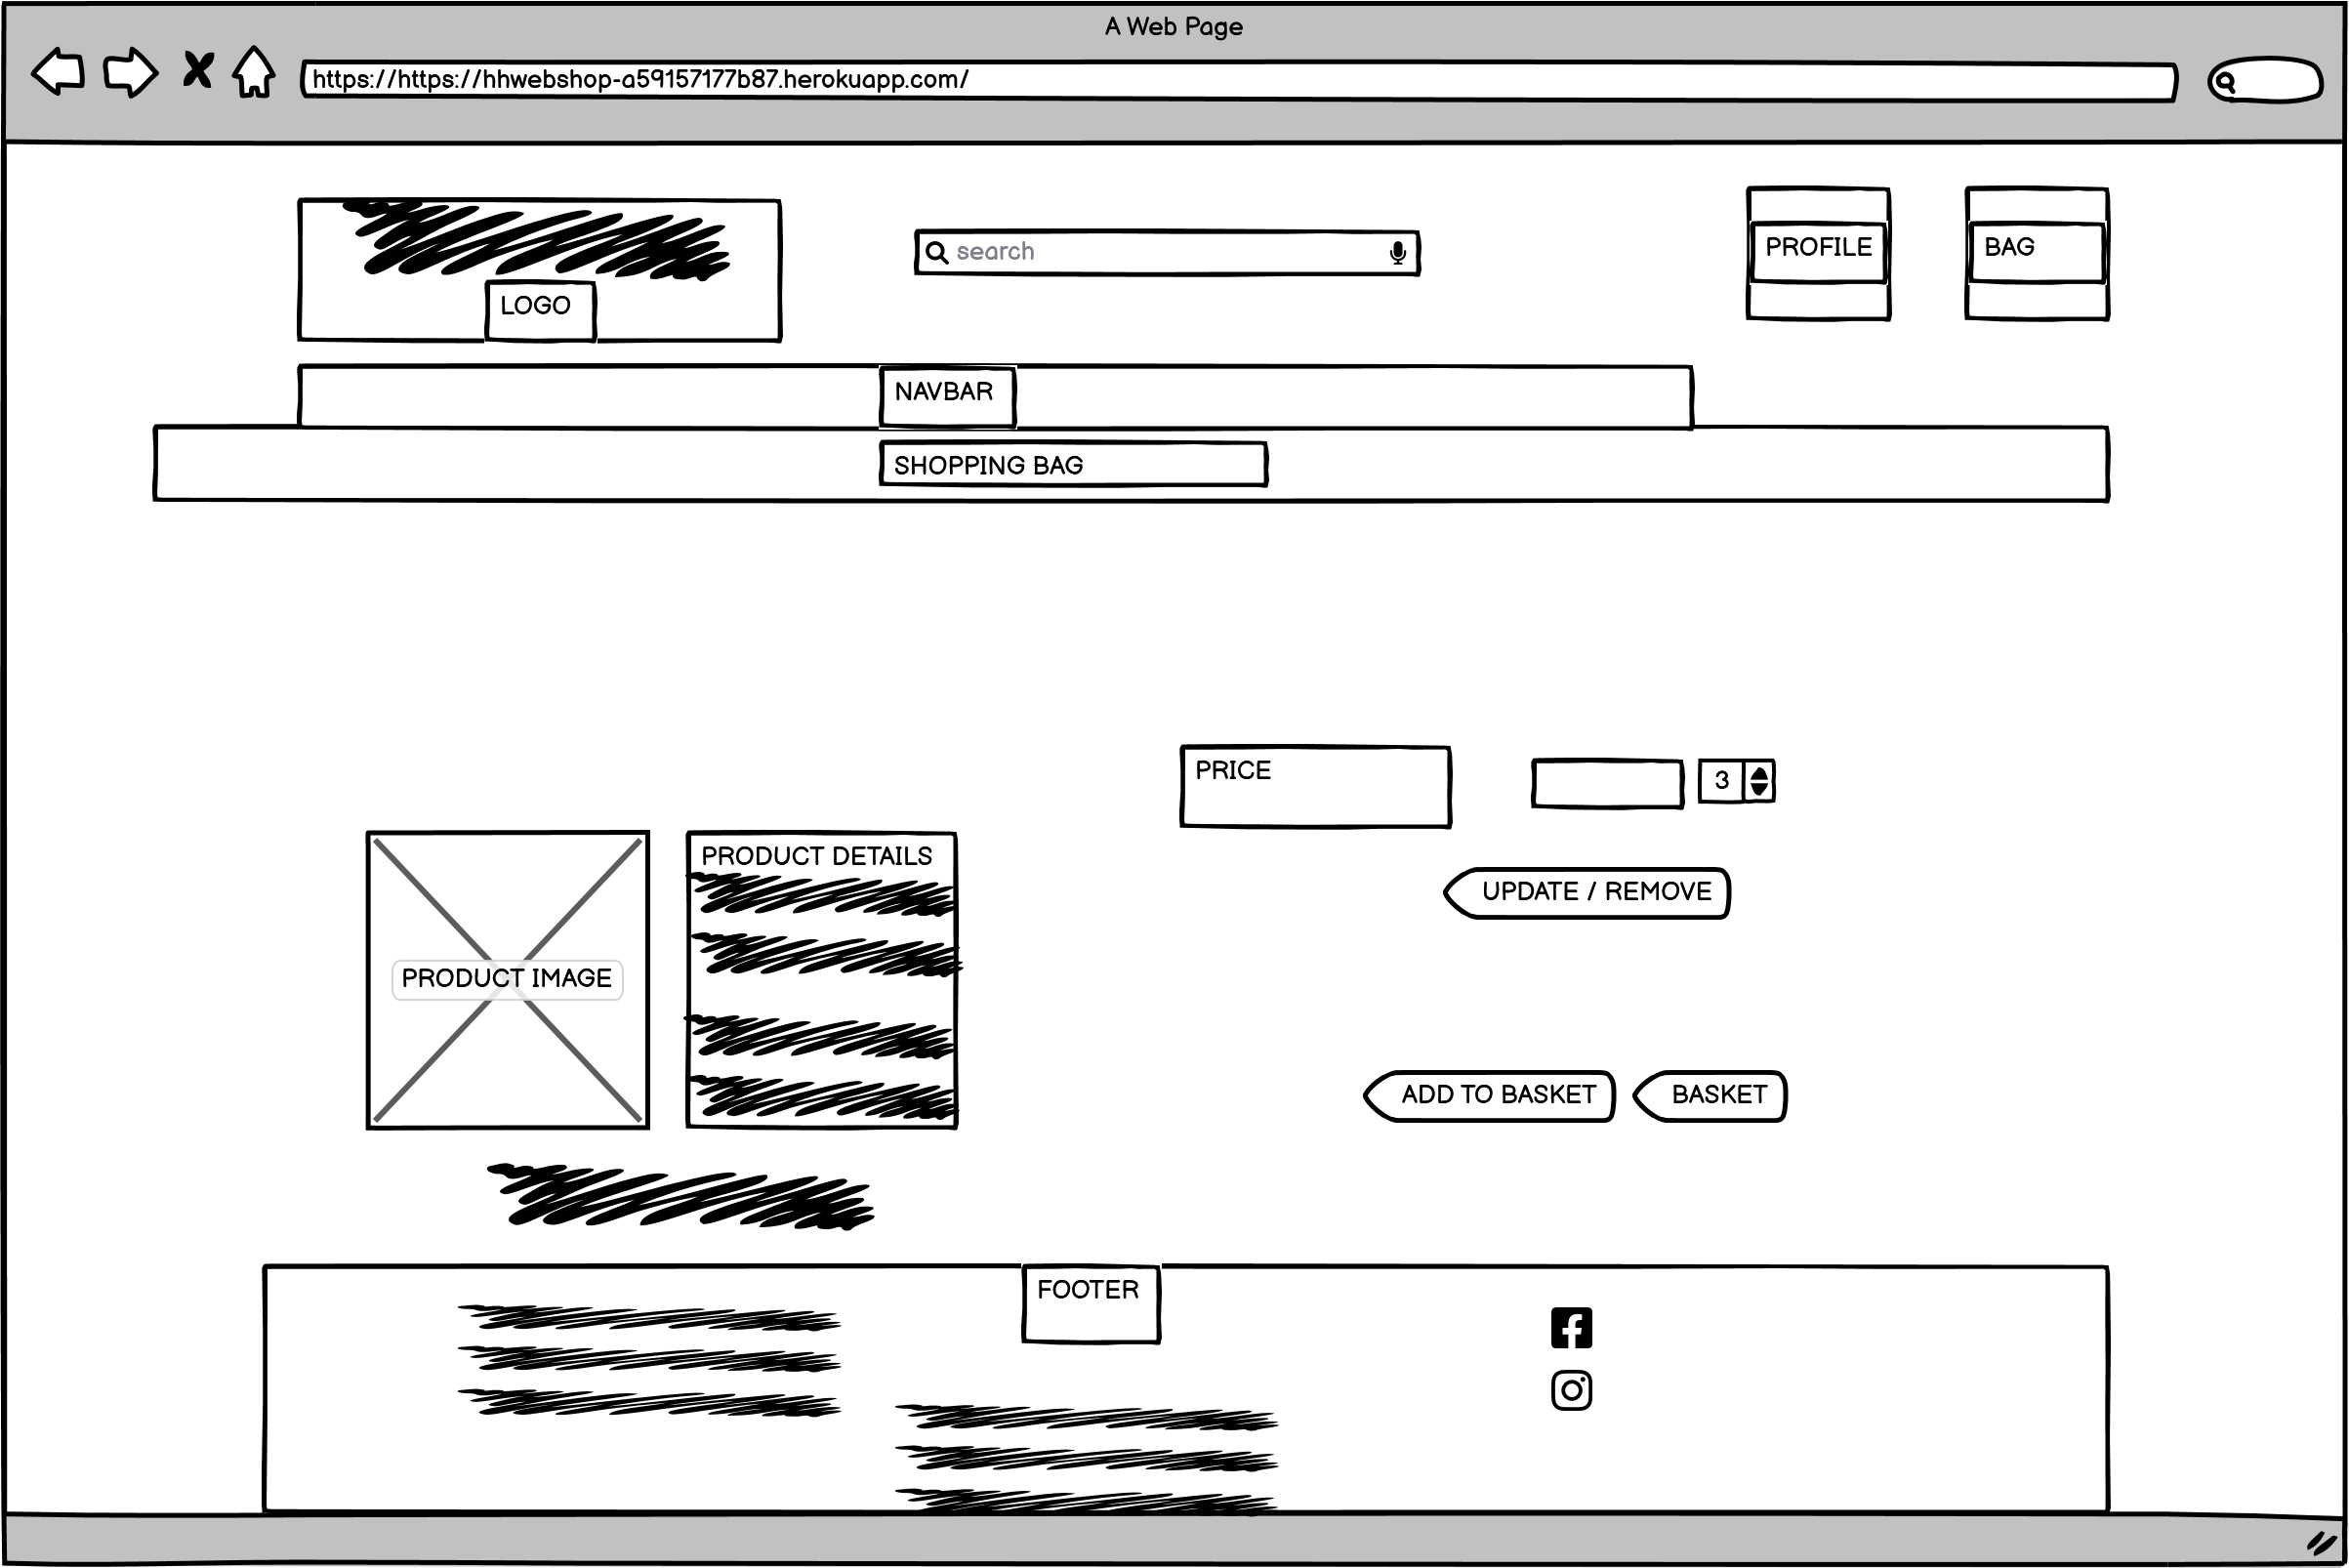 A Web Page
https://https://hhwebshop-a59157177b87.herokuapp.com/
LOGO
search
PROFILE
BAG
NAVBAR
SHOPPING BAG
PRICE
3
PRODUCT DETAILS
UPDATE / REMOVE
PRODUCT IMAGE
ADD TO BASKET
BASKET
FOOTER